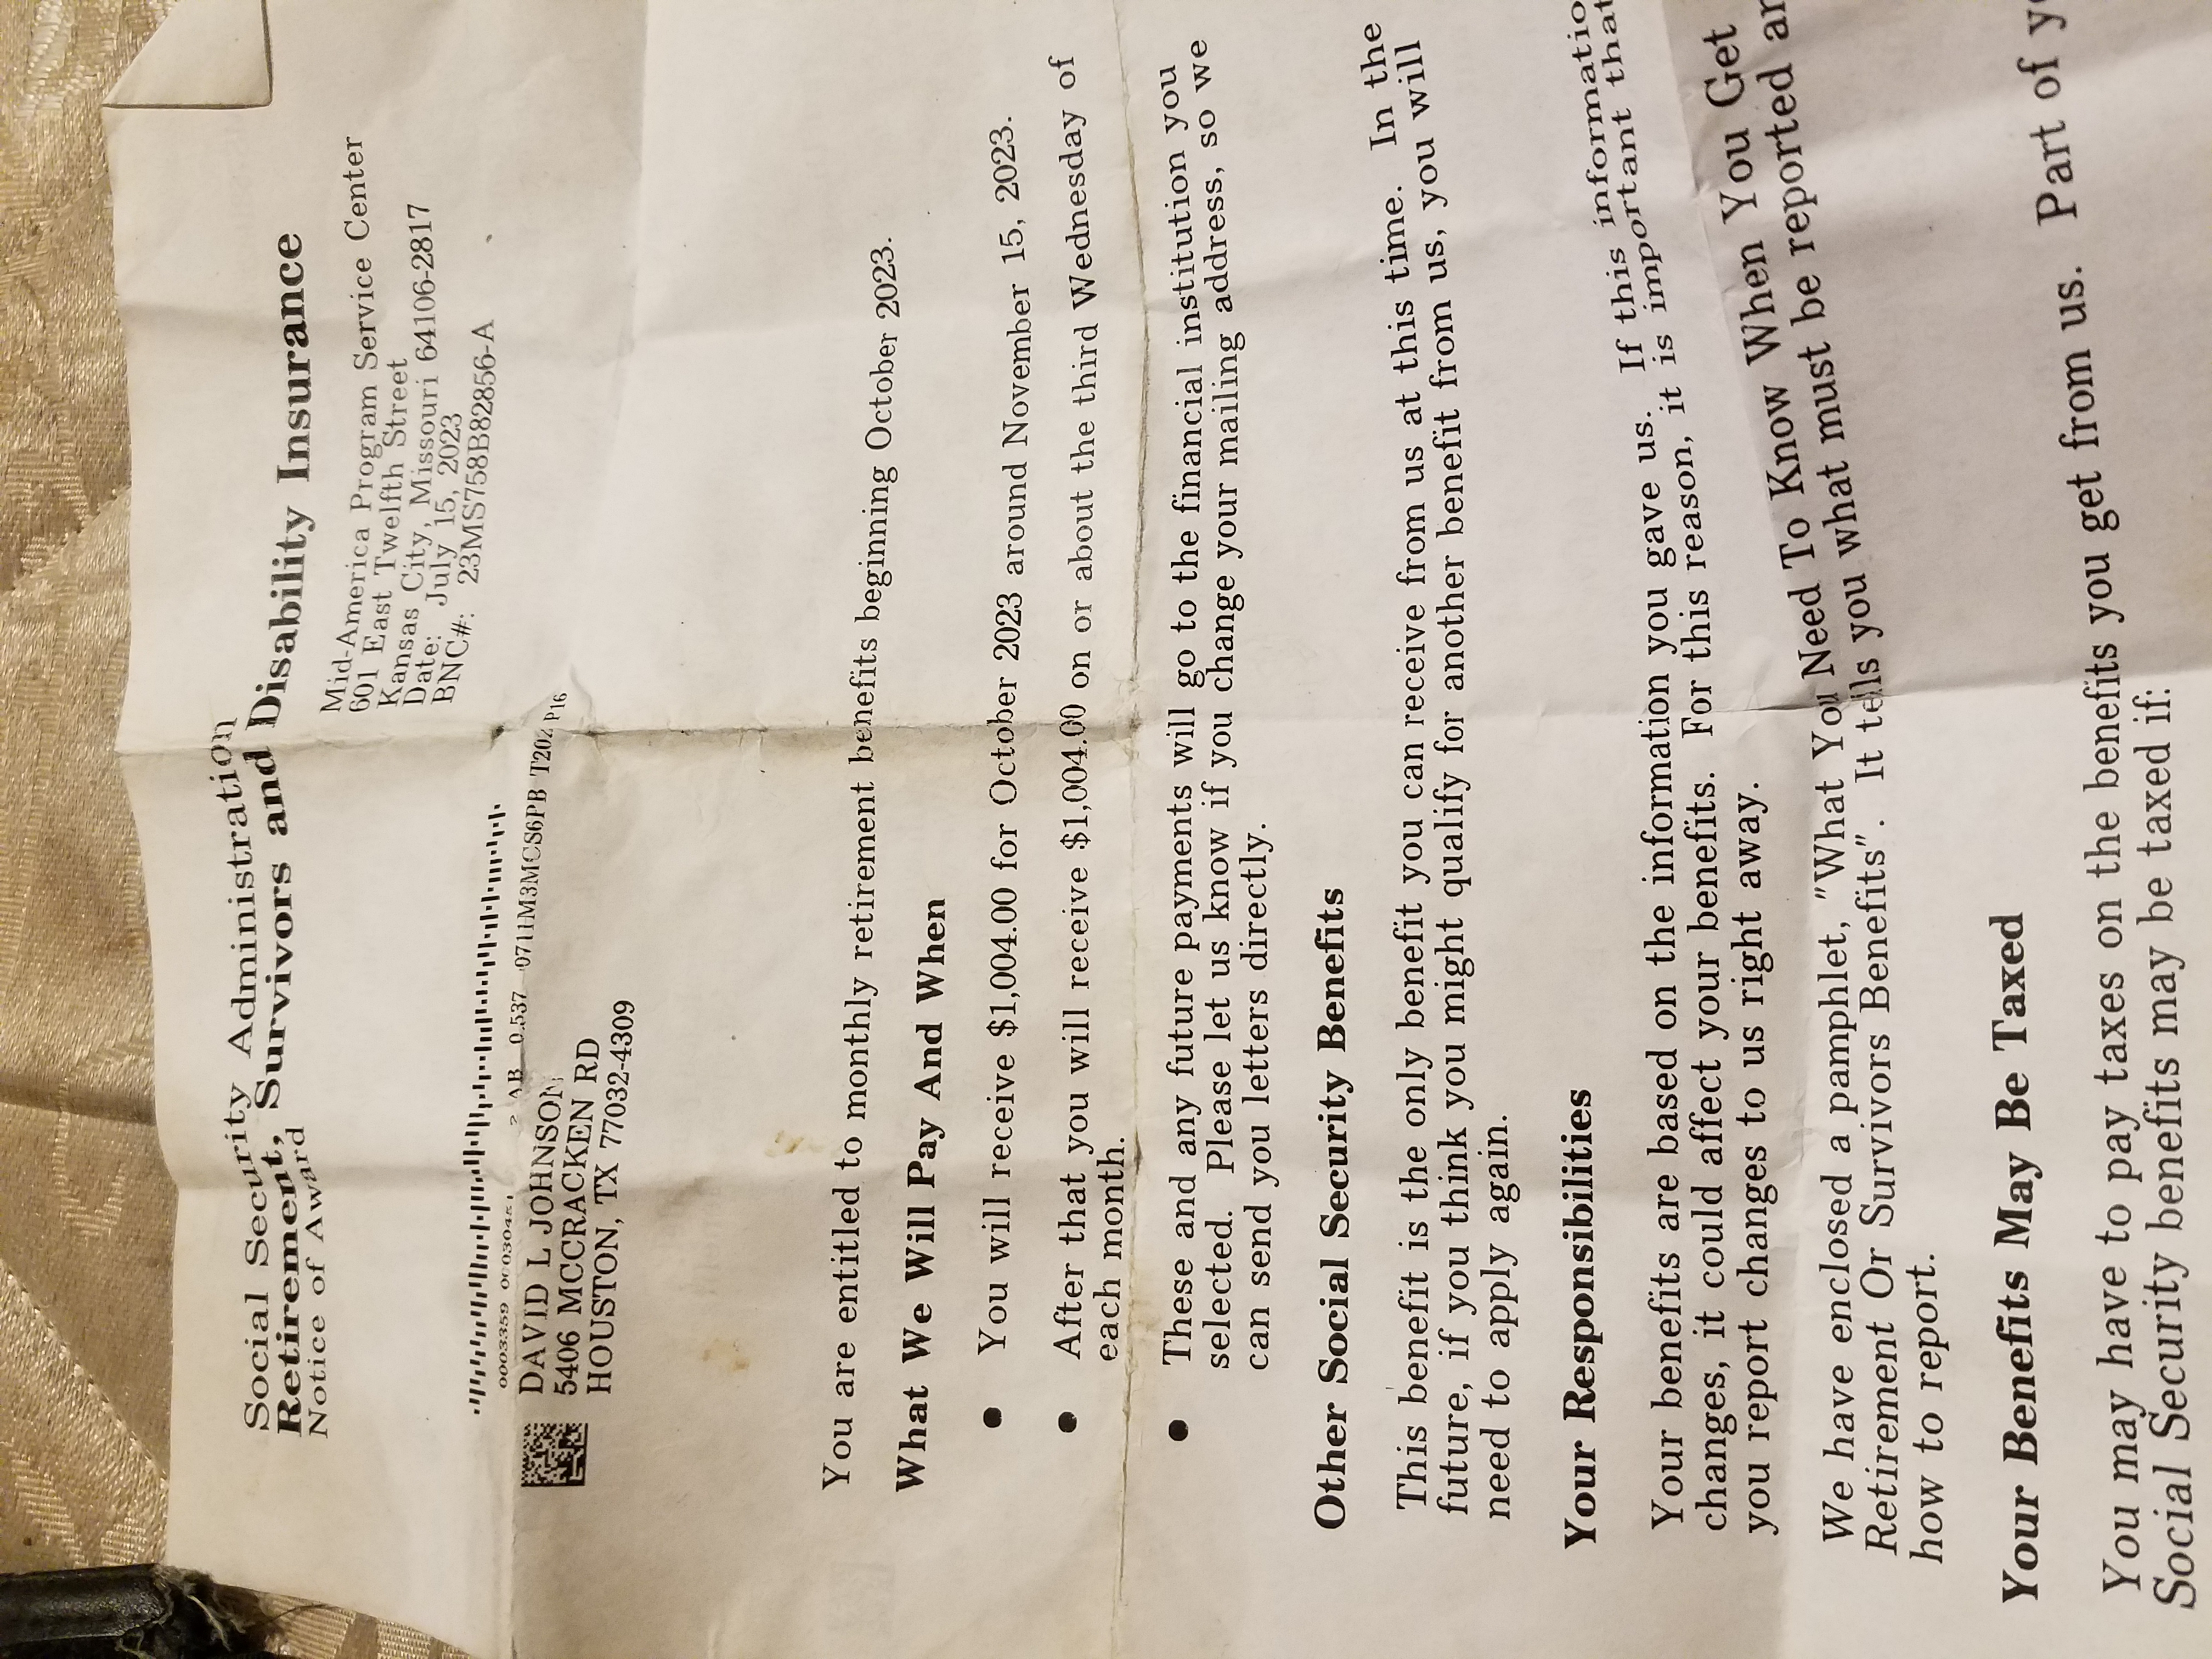 Social Security Administration
Retirement, Survivors and Disability Insurance
Notice of Award
Mid-America Program Service Center
601 East Twelfth Street
Kansas City, Missouri 64106-2817
Date: July 15, 2023
BNC#: 23MS758B82856-A
0003359 AB 0.537 0711M3MCS6PB P16
DAVID L JOHNSON
5406 MCCRACKEN RD
HOUSTON, TX 77032-4309
You are entitled to monthly retirement benefits beginning October 2023.
What We Will Pay And When
● You will receive $1,004.00 for October 2023 around November 15, 2023.
● After that you will receive $1,004.00 on or about the third Wednesday of
each month.
● These and any future payments will go to the financial institution you
selected. Please let us know if you change your mailing address, so we
can send you letters directly.
Other Social Security Benefits
This benefit is the only benefit you can receive from us at this time. In the
future, if you think you might qualify for another benefit from us, you will
need to apply again.
Your Responsibilities
Your benefits are based on the information you gave us. If this informatio
changes, it could affect your benefits. For this reason, it is important that
you report changes to us right away.
We have enclosed a pamphlet, "What You Need To Know When You Get
Retirement Or Survivors Benefits". It tells you what must be reported an
how to report.
Your Benefits May Be Taxed
You may have to pay taxes on the benefits you get from us. Part of y
Social Security benefits may be taxed if: